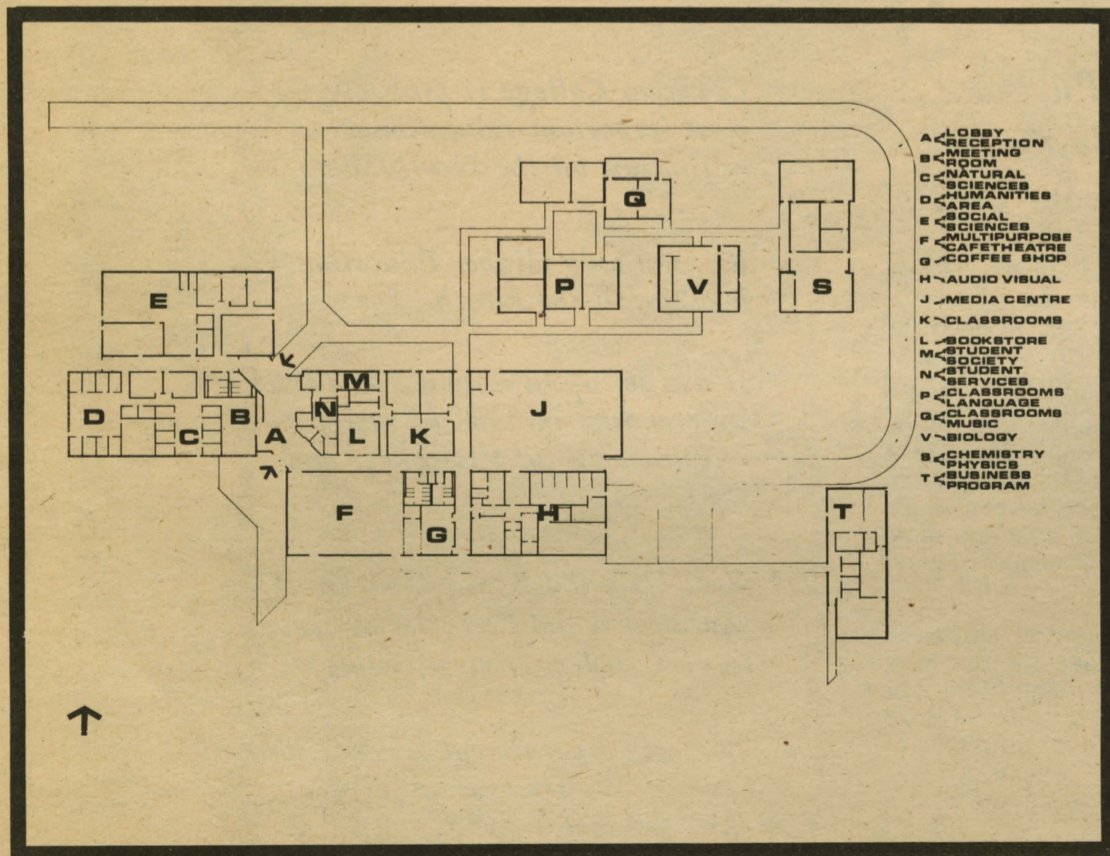 Q
P
V
S
E
M
N
D
C
B
A
L
K
J
F
G
H
T
A LOBBY
RECEPTION
B MEETING
ROOM
C NATURAL
SCIENCES
D HUMANITIES
AREA
E SOCIAL
SCIENCES
F MULTIPURPOSE
CAFETHEATRE
G COFFEE SHOP
H AUDIO VISUAL
J MEDIA CENTRE
K CLASSROOMS
L BOOKSTORE
M STUDENT
SOCIETY
N STUDENT
SERVICES
P CLASSROOMS
LANGUAGE
Q CLASSROOMS
MUSIC
V BIOLOGY
S CHEMISTRY
PHYSICS
T BUSINESS
PROGRAM